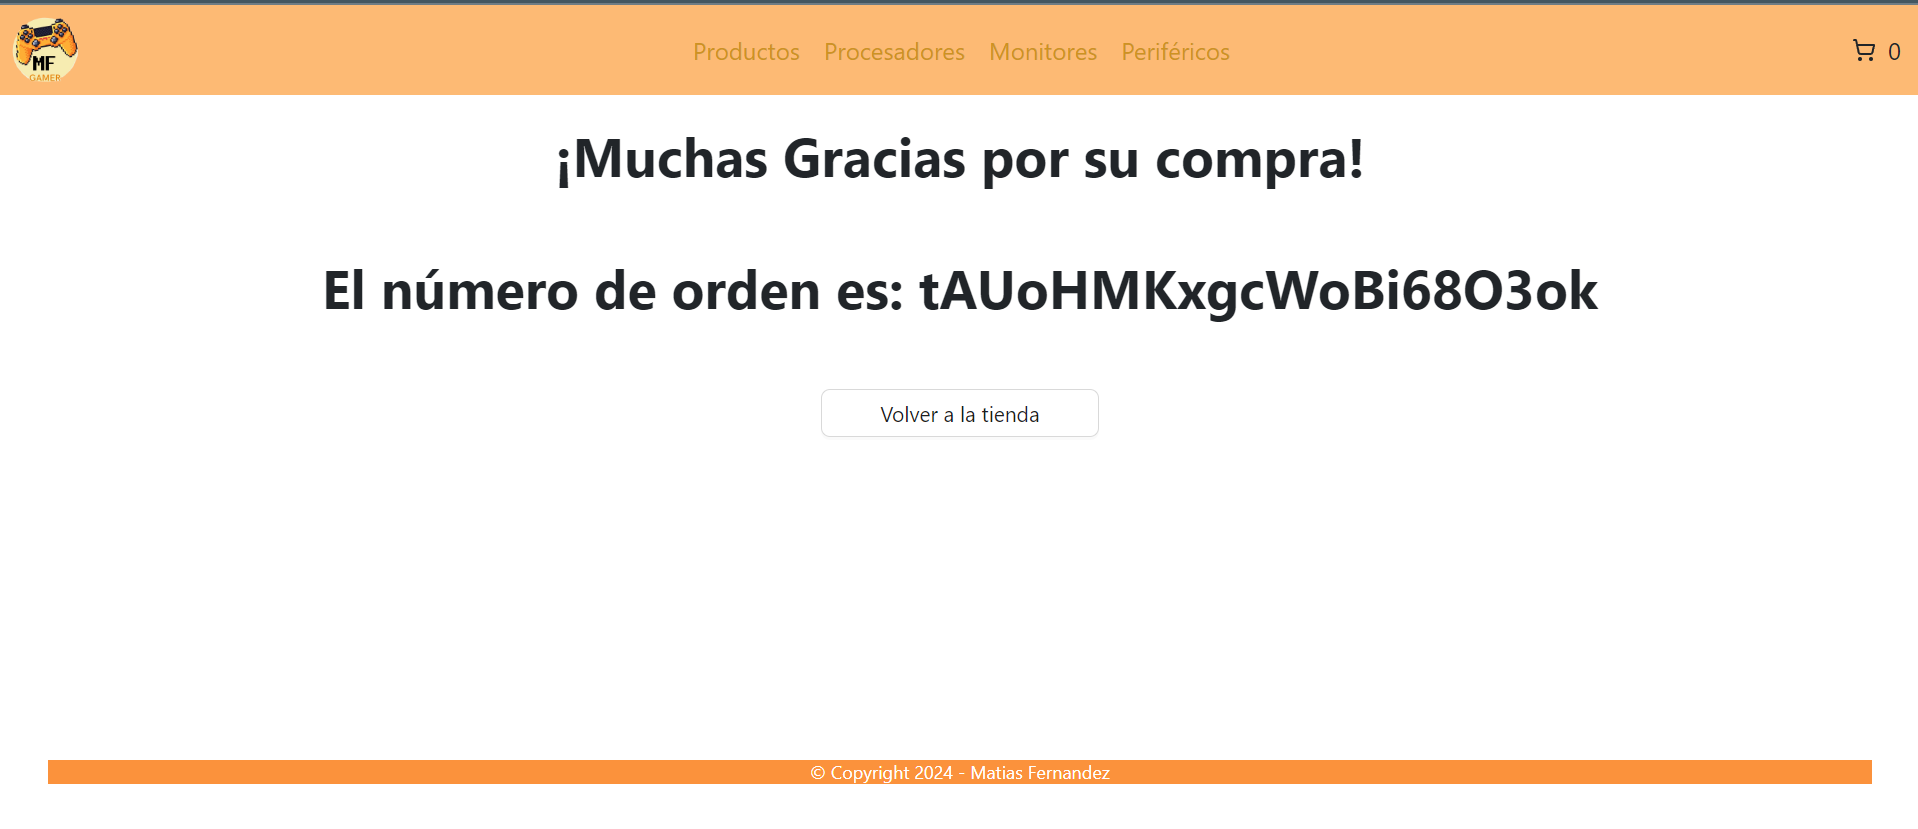 MF
GAMER
Productos Procesadores Monitores Periféricos
0
¡Muchas Gracias por su compra!
El número de orden es: tAUoHMKxgcWoBi68O3ok
Volver a la tienda
© Copyright 2024 - Matias Fernandez